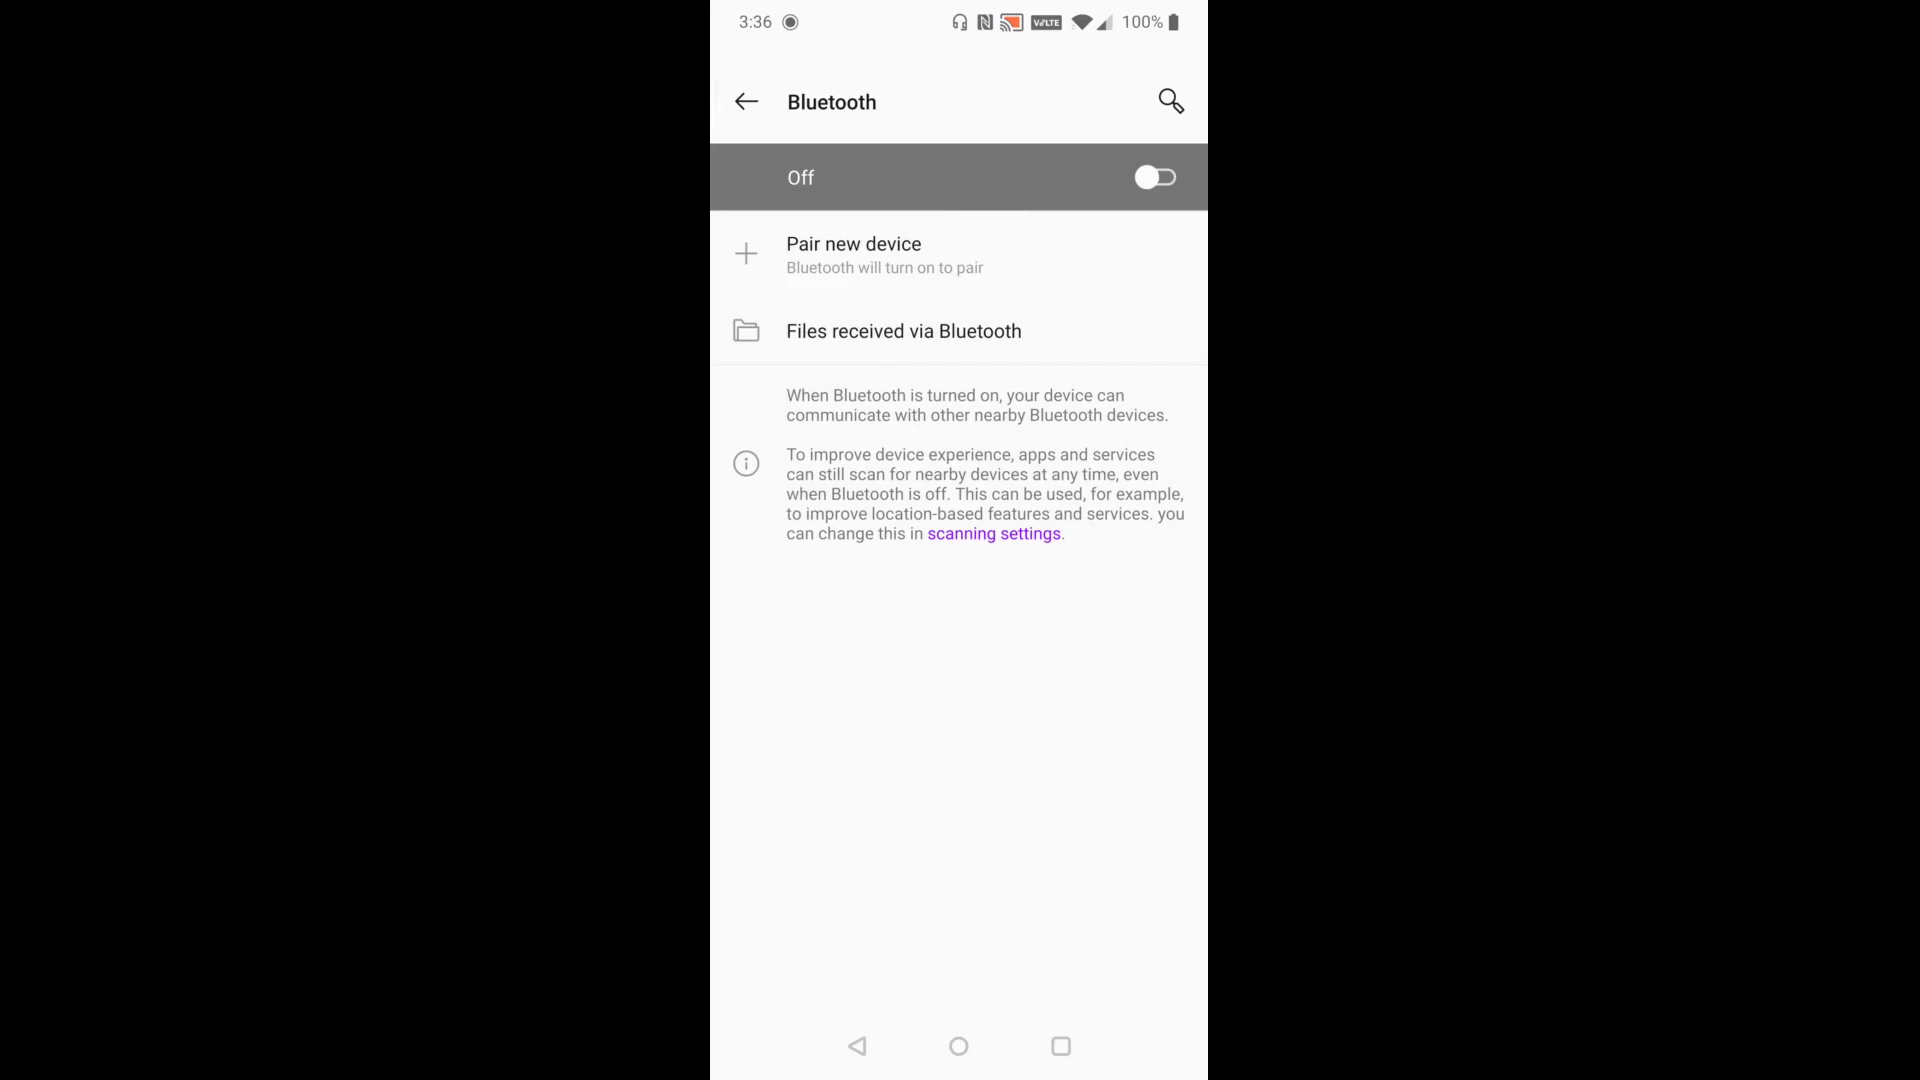 3:36 VoLTE 100%
Bluetooth
Off
Pair new device
Bluetooth will turn on to pair
Files received via Bluetooth
When Bluetooth is turned on, your device can
communicate with other nearby Bluetooth devices.
To improve device experience, apps and services
can still scan for nearby devices at any time, even
when Bluetooth is off. This can be used, for example,
to improve location-based features and services. you
can change this in scanning settings.